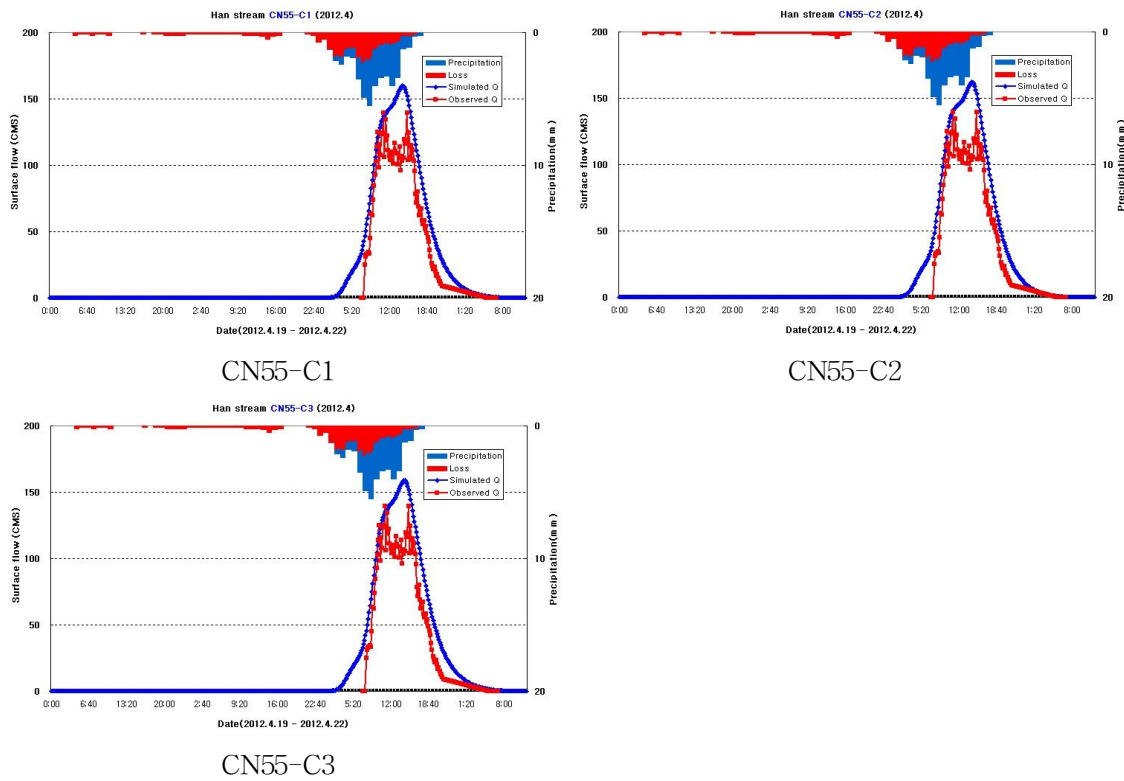 Han stream CN55-C1 (2012.4)
200
150
100
50
0
Surface flow (CMS)
0
10
20
Precipitation(mm)
Precipitation
Loss
Simulated Q
Observed Q
0:00 6:40 13:20 20:00 2:40 9:20 16:00 22:40 5:20 12:00 18:40 1:20 8:00
Date(2012.4.19 - 2012.4.22)
CN55-C1
Han stream CN55-C2 (2012.4)
200
150
100
50
0
Surface flow (CMS)
0
10
20
Precipitation(mm)
Precipitation
Loss
Simulated Q
Observed Q
0:00 6:40 13:20 20:00 2:40 9:20 16:00 22:40 5:20 12:00 18:40 1:20 8:00
Date(2012.4.19 - 2012.4.22)
CN55-C2
Han stream CN55-C3 (2012.4)
200
150
100
50
0
Surface flow (CMS)
0
10
20
Precipitation(mm)
Precipitation
Loss
Simulated Q
Observed Q
0:00 6:40 13:20 20:00 2:40 9:20 16:00 22:40 5:20 12:00 18:40 1:20 8:00
Date(2012.4.19 - 2012.4.22)
CN55-C3